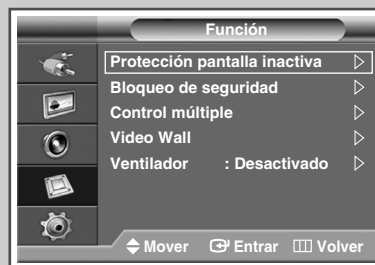 Función
Protección pantalla inactiva
Bloqueo de seguridad
Control múltiple
Video Wall
Ventilador : Desactivado
Mover Entrar Volver